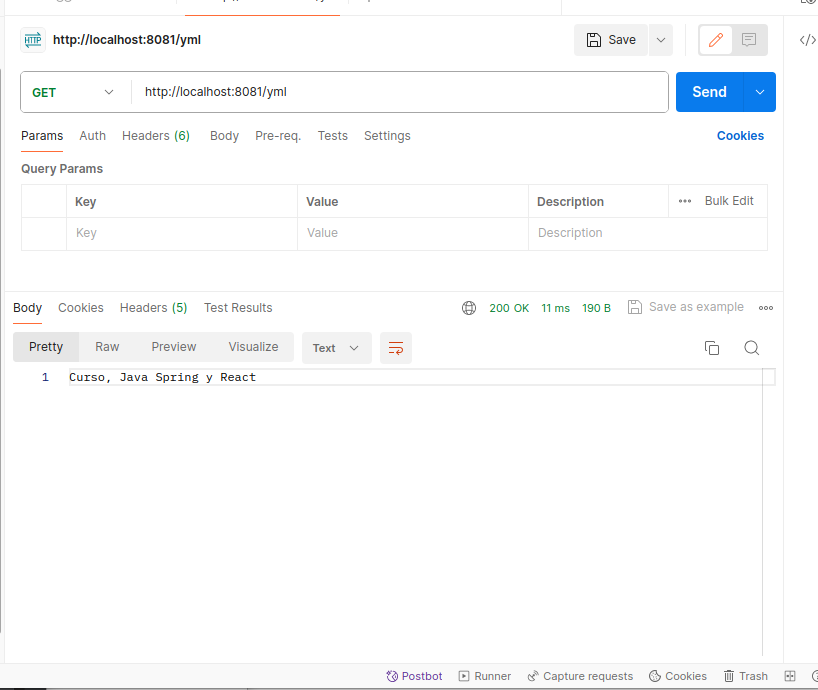 HTTP http://localhost:8081/yml Save
GET http://localhost:8081/yml Send
Params Auth Headers (6) Body Pre-req. Tests Settings Cookies
Query Params
Key Value Description Bulk Edit
Key Value Description
Body Cookies Headers (5) Test Results 200 OK 11 ms 190 B Save as example
Pretty Raw Preview Visualize Text
1 Curso, Java Spring y React
Postbot Runner Capture requests Cookies Trash